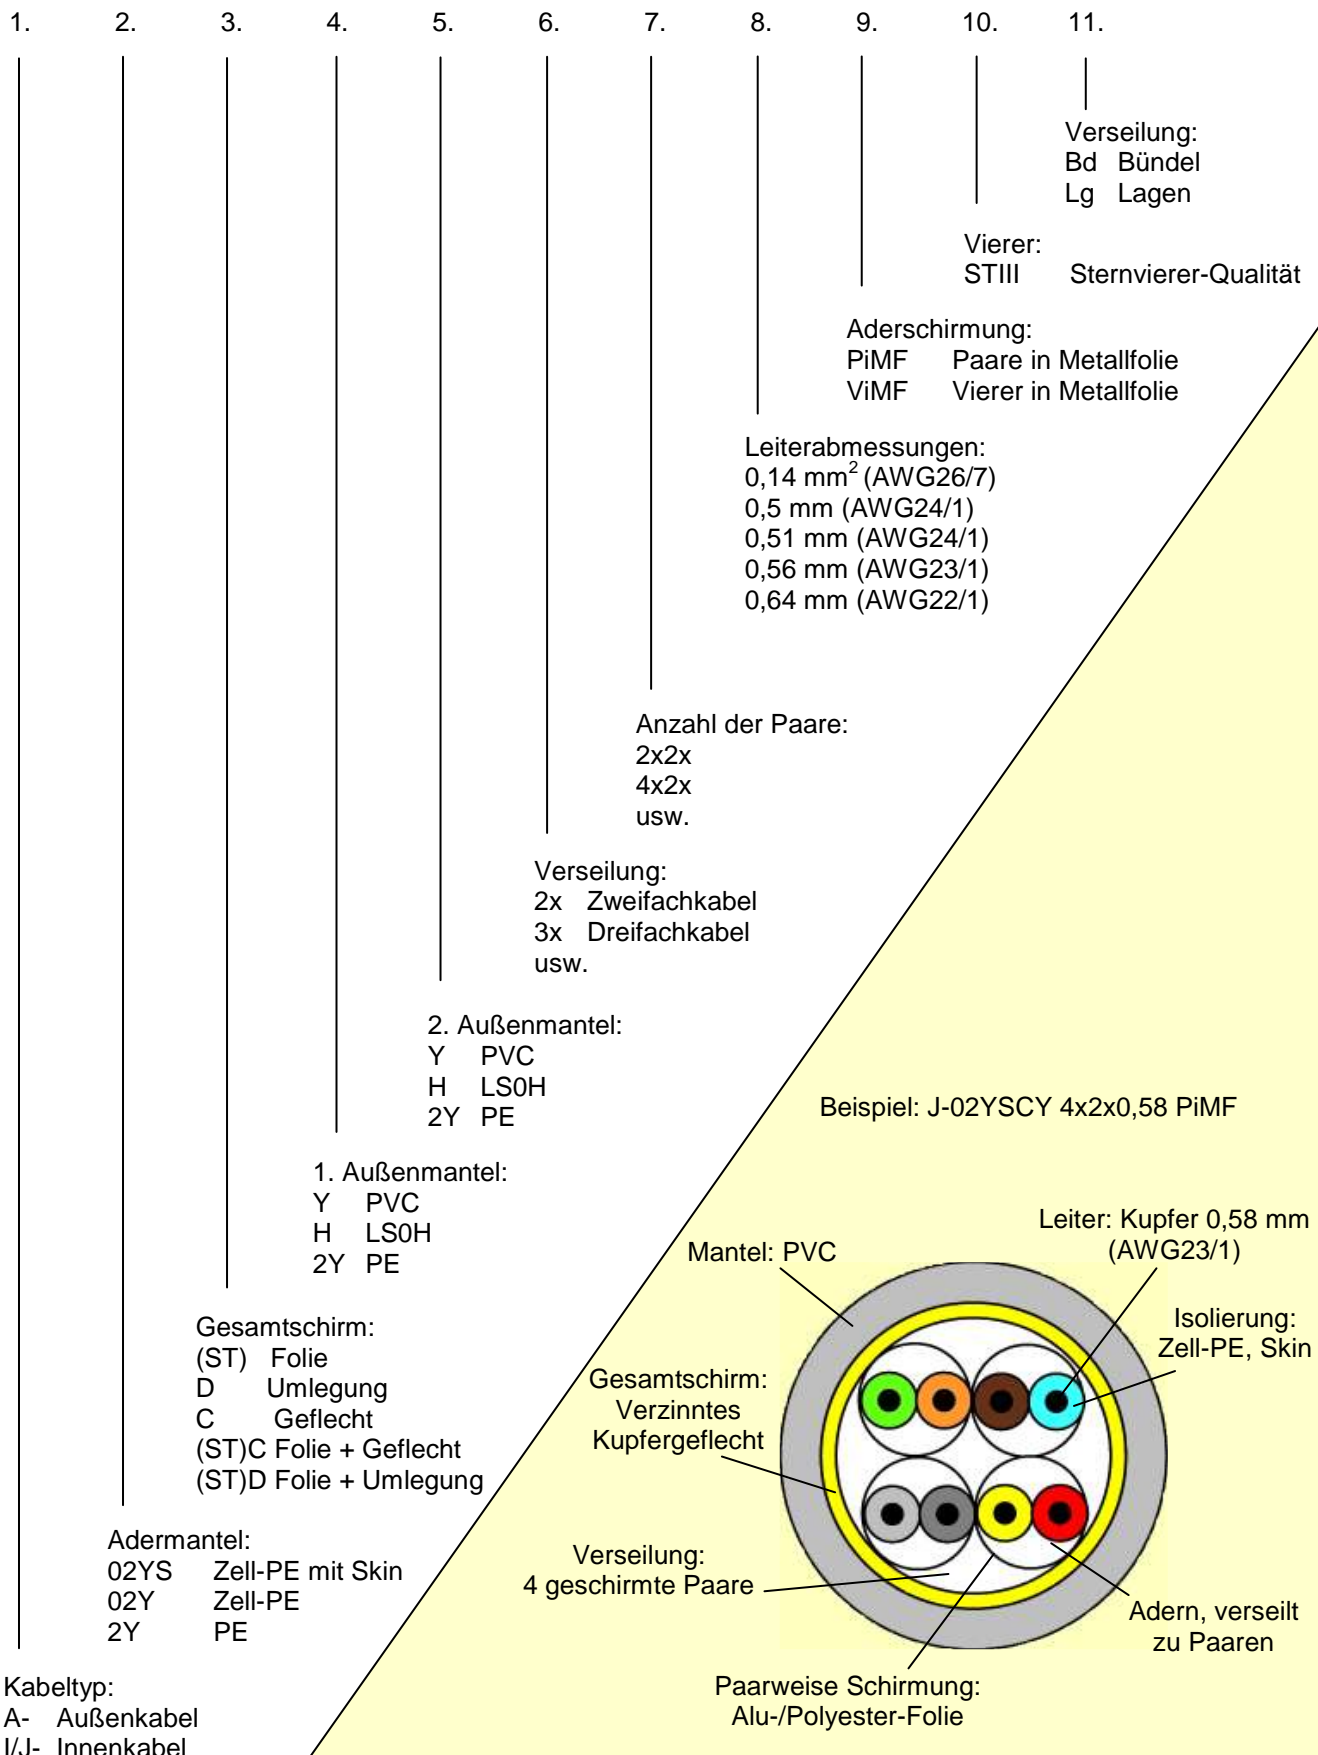 1. 2. 3. 4. 5. 6. 7. 8. 9. 10. 11.
Verseilung:
Bd Bündel
Lg Lagen
Vierer:
STIII Sternvierer-Qualität
Aderschirmung:
PiMF Paare in Metallfolie
ViMF Vierer in Metallfolie
Leiterabmessungen:
0,14 mm² (AWG26/7)
0,5 mm (AWG24/1)
0,51 mm (AWG24/1)
0,56 mm (AWG23/1)
0,64 mm (AWG22/1)
Anzahl der Paare:
2x2x
4x2x
usw.
Verseilung:
2x Zweifachkabel
3x Dreifachkabel
usw.
2. Außenmantel:
Y PVC
H LS0H
2Y PE
1. Außenmantel:
Y PVC
H LS0H
2Y PE
Gesamtschirm:
(ST) Folie
D Umlegung
C Geflecht
(ST)C Folie + Geflecht
(ST)D Folie + Umlegung
Adermantel:
02YS Zell-PE mit Skin
02Y Zell-PE
2Y PE
Kabeltyp:
A- Außenkabel
I/J- Innenkabel
Beispiel: J-02YSCY 4x2x0,58 PiMF
Leiter: Kupfer 0,58 mm
(AWG23/1)
Mantel: PVC
Isolierung:
Zell-PE, Skin
Gesamtschirm:
Verzinntes
Kupfergeflecht
Verseilung:
4 geschirmte Paare
Adern, verseilt
zu Paaren
Paarweise Schirmung:
Alu-/Polyester-Folie